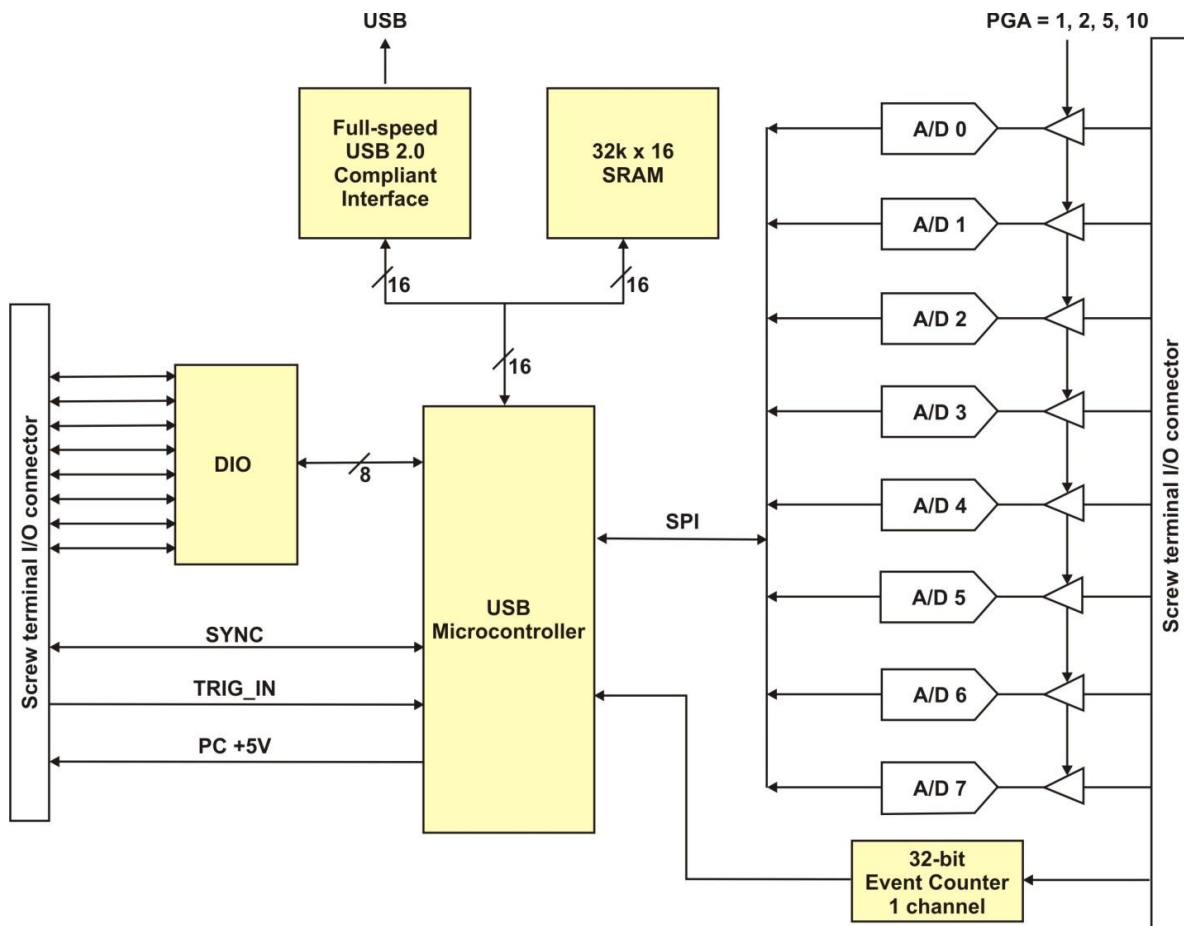 USB
PGA = 1, 2, 5, 10
Full-speed
USB 2.0
Compliant
Interface
32k x 16
SRAM
16
16
16
A/D 0
A/D 1
A/D 2
A/D 3
A/D 4
A/D 5
A/D 6
A/D 7
Screw terminal I/O connector
DIO
8
SPI
USB
Microcontroller
SYNC
TRIG_IN
PC +5V
Screw terminal I/O connector
32-bit
Event Counter
1 channel